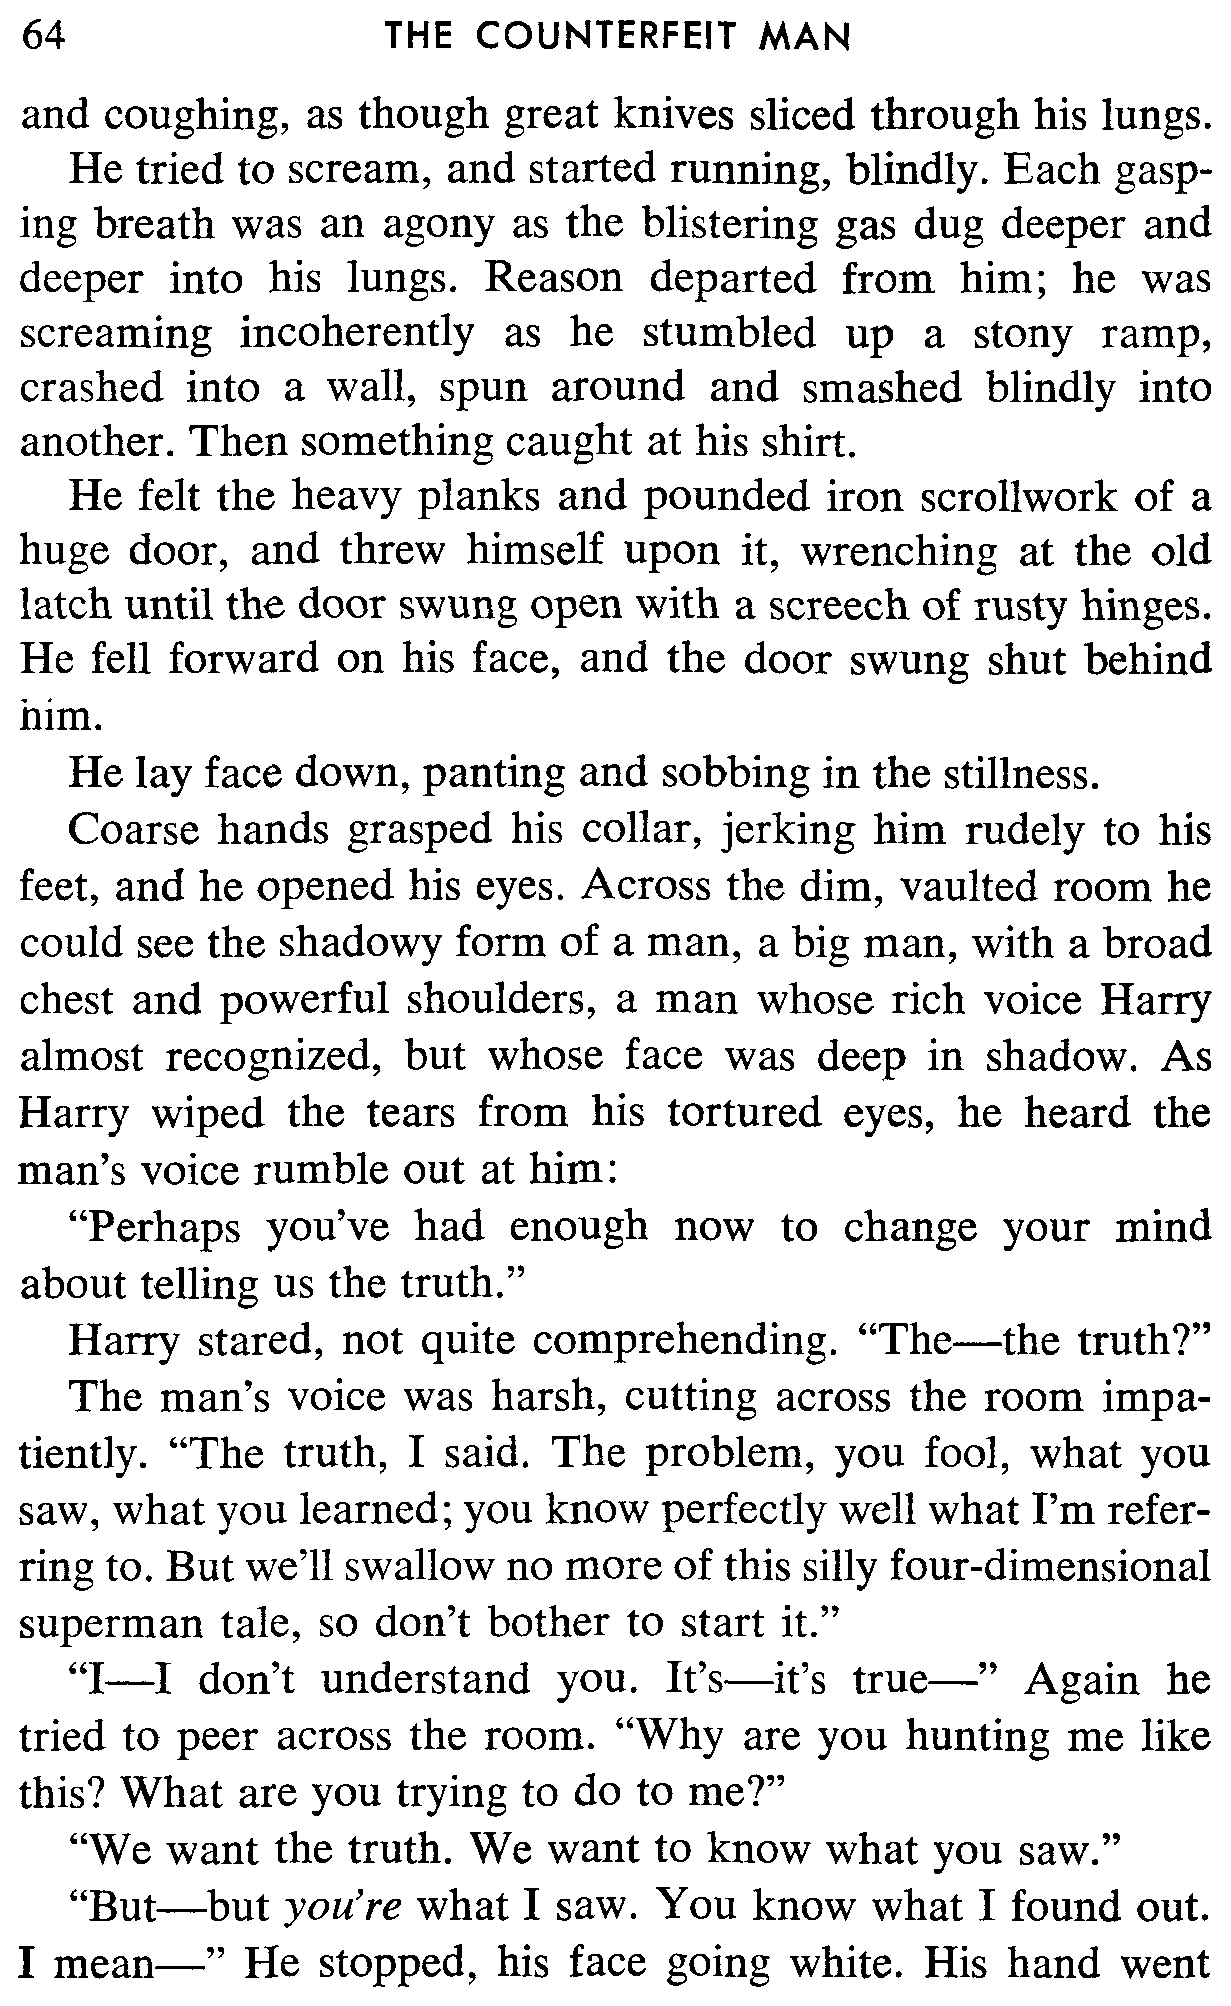 64 THE COUNTERFEIT MAN
and coughing, as though great knives sliced through his lungs.
He tried to scream, and started running, blindly. Each gasp-
ing breath was an agony as the blistering gas dug deeper and
deeper into his lungs. Reason departed from him; he was
screaming incoherently as he stumbled up a stony ramp,
crashed into a wall, spun around and smashed blindly into
another. Then something caught at his shirt.
He felt the heavy planks and pounded iron scrollwork of a
huge door, and threw himself upon it, wrenching at the old
latch until the door swung open with a screech of rusty hinges.
He fell forward on his face, and the door swung shut behind
him.
He lay face down, panting and sobbing in the stillness.
Coarse hands grasped his collar, jerking him rudely to his
feet, and he opened his eyes. Across the dim, vaulted room he
could see the shadowy form of a man, a big man, with a broad
chest and powerful shoulders, a man whose rich voice Harry
almost recognized, but whose face was deep in shadow. As
Harry wiped the tears from his tortured eyes, he heard the
man's voice rumble out at him:
“Perhaps you've had enough now to change your mind
about telling us the truth.”
Harry stared, not quite comprehending. “The—the truth?”
The man's voice was harsh, cutting across the room impa-
tiently. “The truth, I said. The problem, you fool, what you
saw, what you learned; you know perfectly well what I'm refer-
ring to. But we'll swallow no more of this silly four-dimensional
superman tale, so don't bother to start it.”
“I—I don't understand you. It's—it's true—” Again he
tried to peer across the room. “Why are you hunting me like
this? What are you trying to do to me?”
“We want the truth. We want to know what you saw.”
“But—but you're what I saw. You know what I found out.
I mean—” He stopped, his face going white. His hand went